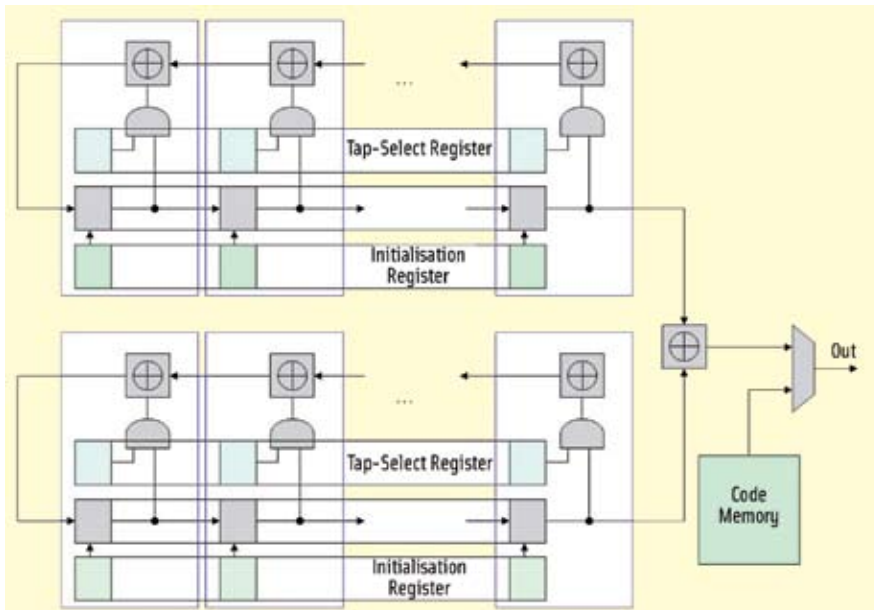 ...
Tap-Select Register
Initialisation
Register
Out
...
Tap-Select Register
Code
Memory
Initialisation
Register